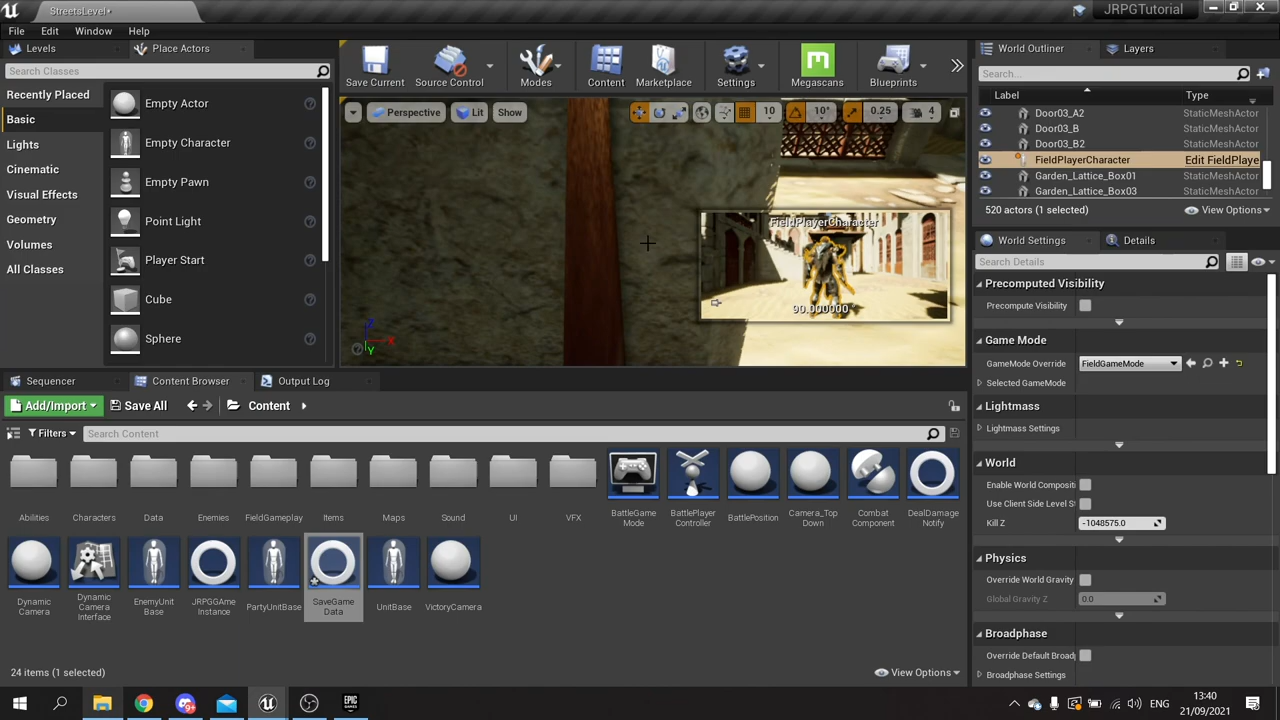 StreetsLevel•
JRPGTutorial
File Edit Window Help
Levels Place Actors
Search Classes
Recently Placed
Basic
Lights
Cinematic
Visual Effects
Geometry
Volumes
All Classes
Empty Actor
Empty Character
Empty Pawn
Point Light
Player Start
Cube
Sphere
Save Current Source Control Modes Content Marketplace Settings Megascans Blueprints
Perspective Lit Show 10 10° 0.25 4
FieldPlayerCharacter
90.000000
Z
X
Y
World Outliner Layers
Search...
Label Type
Door03_A2 StaticMeshActor
Door03_B StaticMeshActor
Door03_B2 StaticMeshActor
FieldPlayerCharacter Edit FieldPlaye
Garden_Lattice_Box01 StaticMeshActor
Garden_Lattice_Box03 StaticMeshActor
520 actors (1 selected) View Options
World Settings Details
Search Details
Precomputed Visibility
Precompute Visibility
Game Mode
GameMode Override FieldGameMode
Selected GameMode
Lightmass
Lightmass Settings
World
Enable World Compositi
Use Client Side Level S
Kill Z -1048575.0
Physics
Override World Gravity
Global Gravity Z 0.0
Broadphase
Override Default Broad
Broadphase Settings
Sequencer Content Browser Output Log
Add/Import Save All Content
Filters Search Content
Abilities Characters Data Enemies FieldGameplay Items Maps Sound UI VFX
BattleGame
Mode
BattlePlayer
Controller
BattlePosition
Camera_Top
Down
Combat
Component
DealDamage
Notify
Dynamic
Camera
Dynamic
Camera
Interface
EnemyUnit
Base
JRPGGAme
Instance
PartyUnitBase
SaveGame
Data
UnitBase
VictoryCamera
24 items (1 selected) View Options
EPIC
GAMES
ENG
13:40
21/09/2021